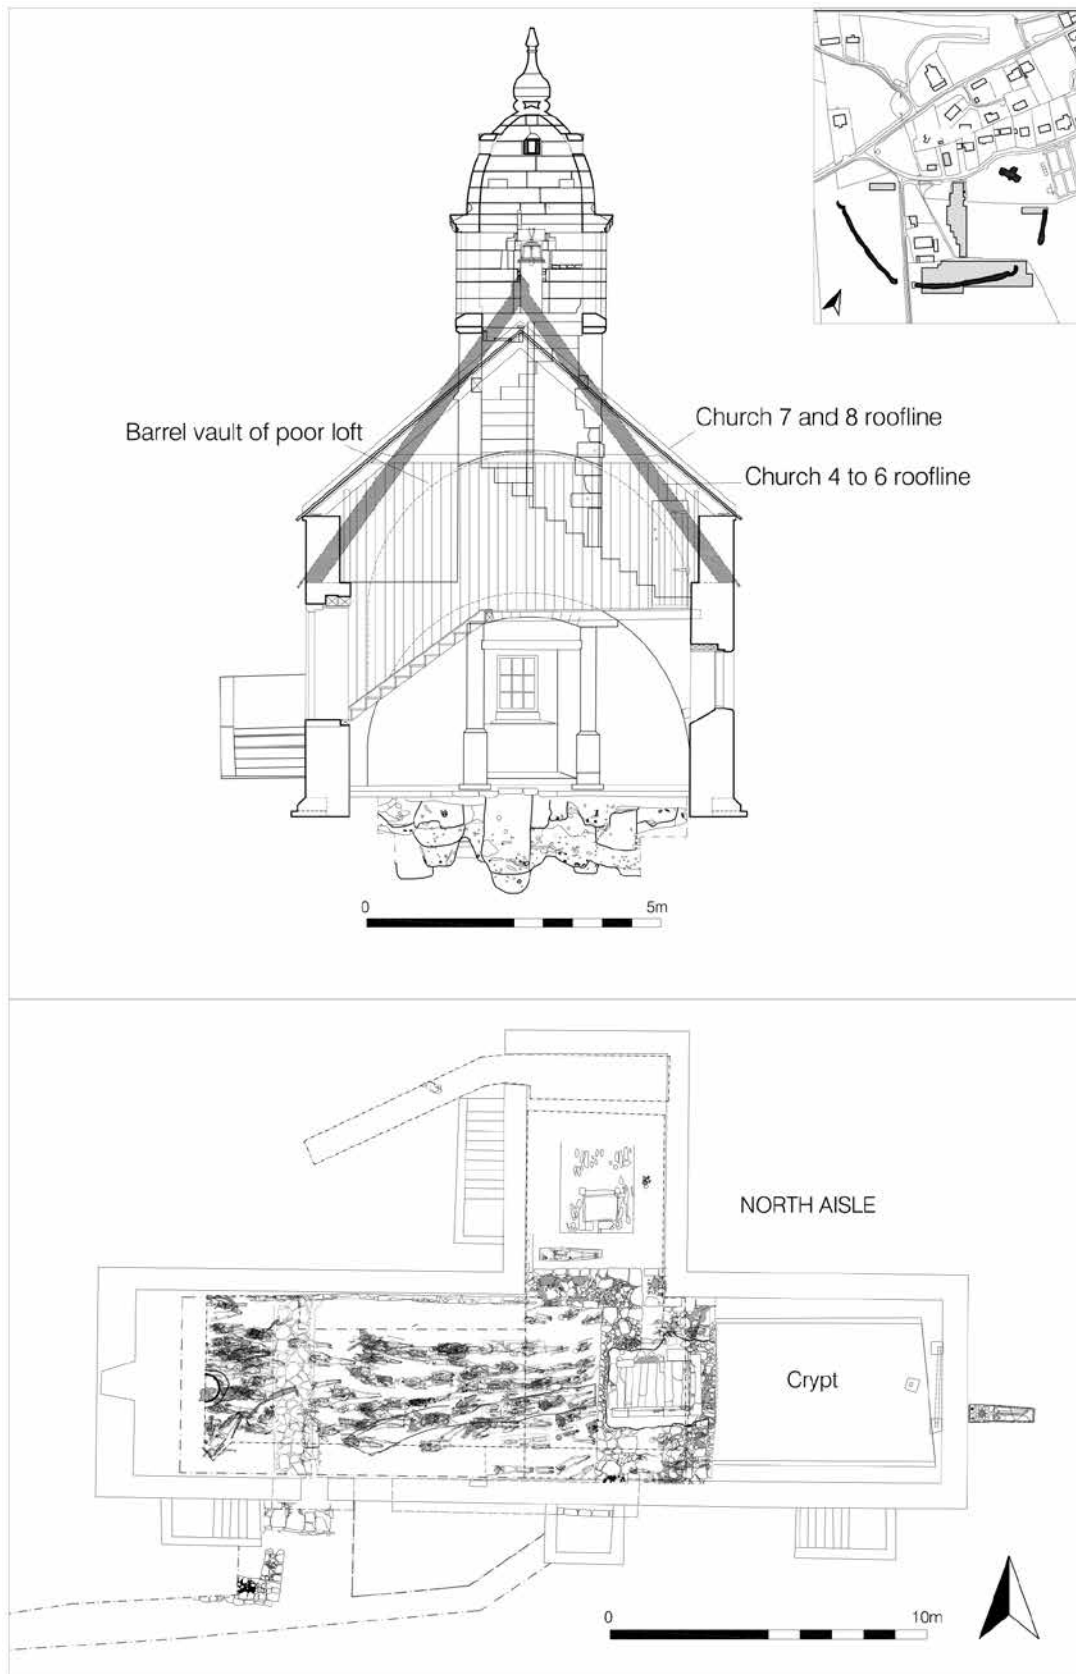 Barrel vault of poor loft
Church 7 and 8 roofline
Church 4 to 6 roofline
0 5m
NORTH AISLE
Crypt
0 10m